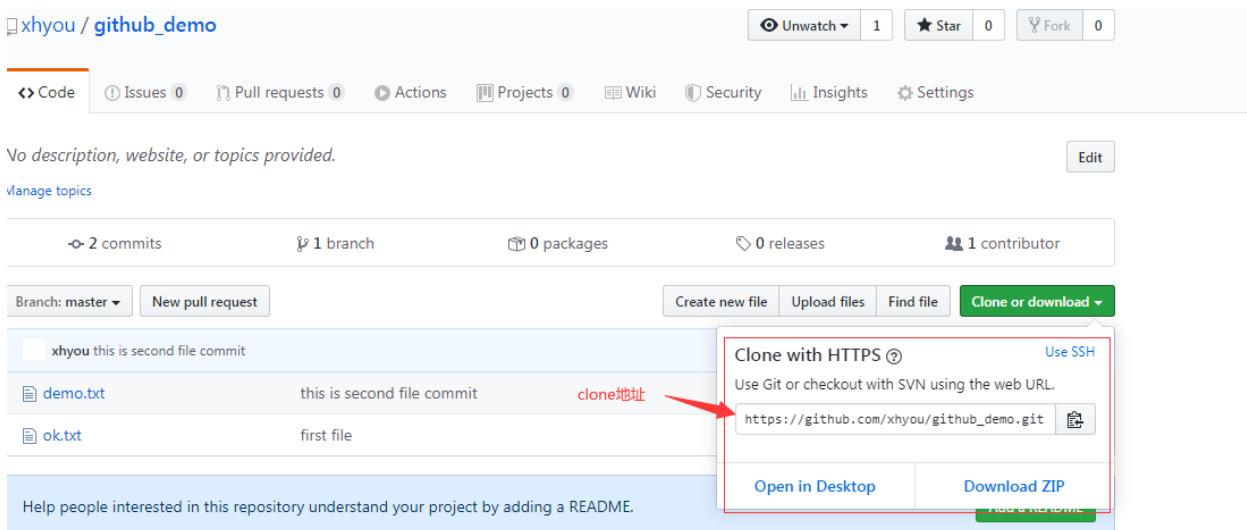 xhyou / github_demo
Unwatch 1 Star 0 Fork 0
Code Issues 0 Pull requests 0 Actions Projects 0 Wiki Security Insights Settings
No description, website, or topics provided.
Edit
Manage topics
2 commits 1 branch 0 packages 0 releases 1 contributor
Branch: master New pull request Create new file Upload files Find file Clone or download
xhyou this is second file commit
demo.txt this is second file commit
ok.txt first file
clone地址
Clone with HTTPS ? Use SSH
Use Git or checkout with SVN using the web URL.
https://github.com/xhyou/github_demo.git
Open in Desktop Download ZIP
Help people interested in this repository understand your project by adding a README.
Add a README